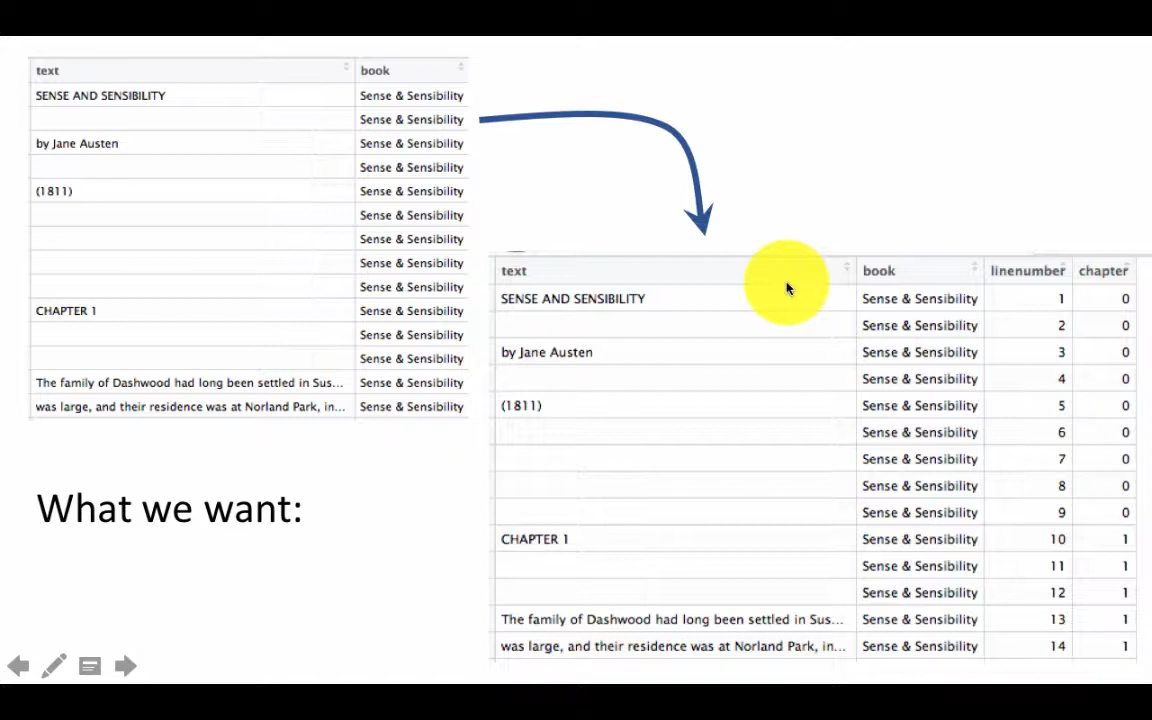 text book
SENSE AND SENSIBILITY Sense & Sensibility
Sense & Sensibility
by Jane Austen Sense & Sensibility
Sense & Sensibility
(1811) Sense & Sensibility
Sense & Sensibility
Sense & Sensibility
Sense & Sensibility
Sense & Sensibility
CHAPTER 1 Sense & Sensibility
Sense & Sensibility
Sense & Sensibility
The family of Dashwood had long been settled in Sus... Sense & Sensibility
was large, and their residence was at Norland Park, in... Sense & Sensibility
What we want:
text book linenumber chapter
SENSE AND SENSIBILITY Sense & Sensibility 1 0
Sense & Sensibility 2 0
by Jane Austen Sense & Sensibility 3 0
Sense & Sensibility 4 0
(1811) Sense & Sensibility 5 0
Sense & Sensibility 6 0
Sense & Sensibility 7 0
Sense & Sensibility 8 0
Sense & Sensibility 9 0
CHAPTER 1 Sense & Sensibility 10 1
Sense & Sensibility 11 1
Sense & Sensibility 12 1
The family of Dashwood had long been settled in Sus... Sense & Sensibility 13 1
was large, and their residence was at Norland Park, in... Sense & Sensibility 14 1